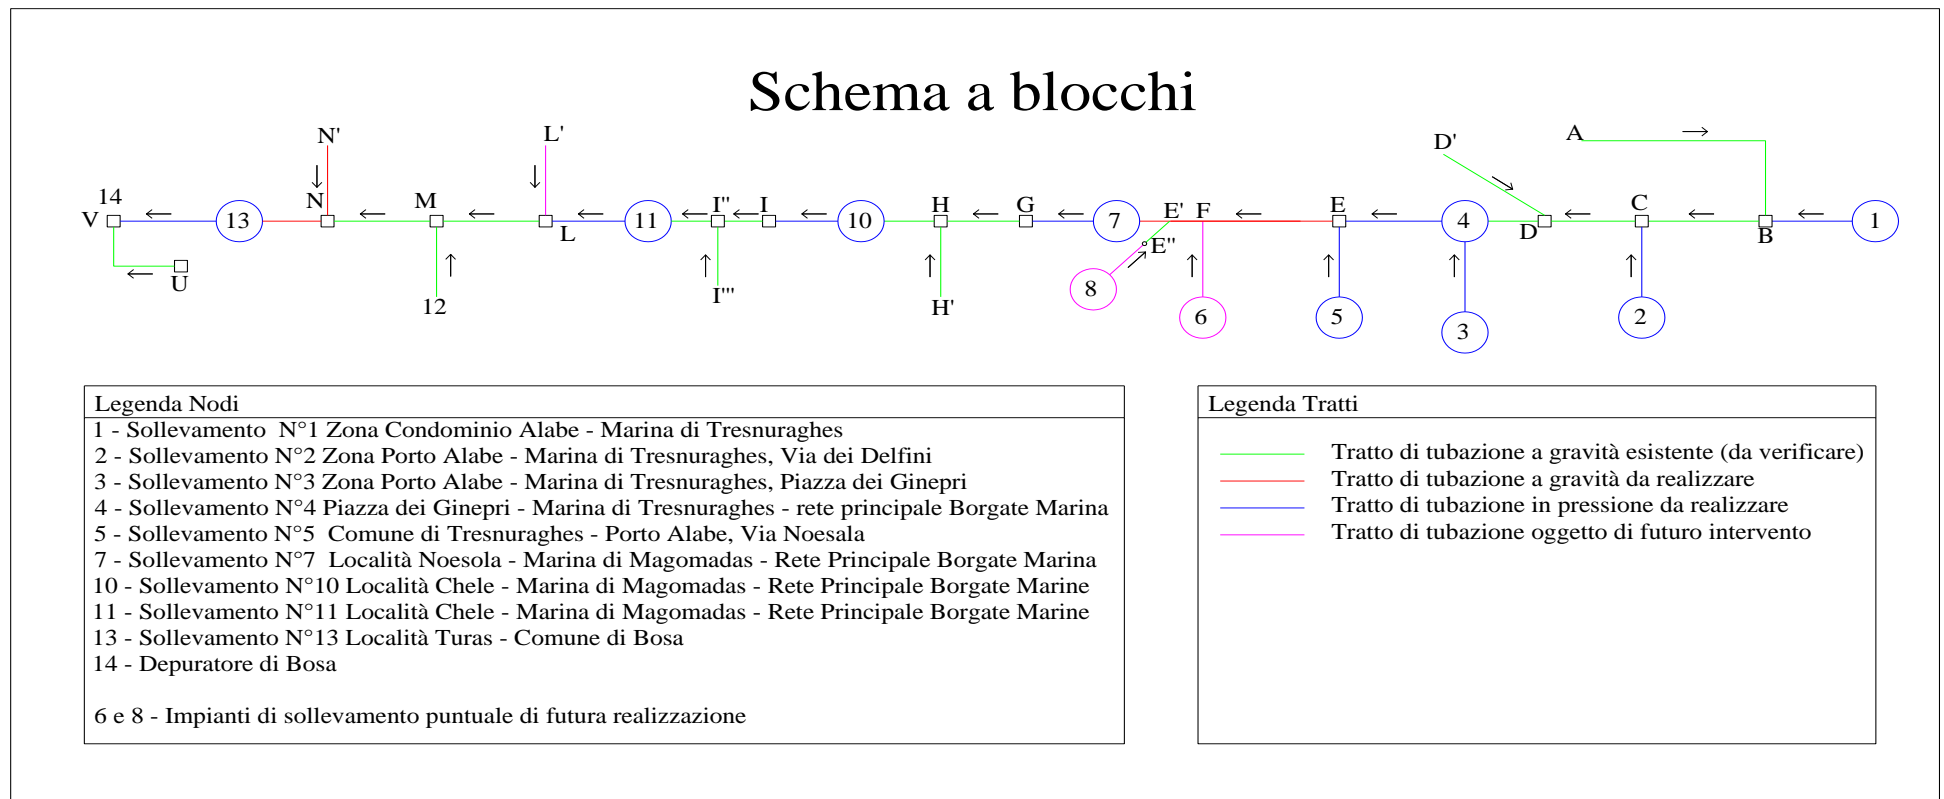 Schema a blocchi
N'
L'
A
D'
14
V
13
N
M
L
11
I''
I
10
H
G
7
E'
F
E
4
D
C
B
1
E''
U
12
I'''
H'
8
6
5
3
2
Legenda Nodi
1 - Sollevamento N°1 Zona Condominio Alabe - Marina di Tresnuraghes
2 - Sollevamento N°2 Zona Porto Alabe - Marina di Tresnuraghes, Via dei Delfini
3 - Sollevamento N°3 Zona Porto Alabe - Marina di Tresnuraghes, Piazza dei Ginepri
4 - Sollevamento N°4 Piazza dei Ginepri - Marina di Tresnuraghes - rete principale Borgate Marina
5 - Sollevamento N°5 Comune di Tresnuraghes - Porto Alabe, Via Noesala
7 - Sollevamento N°7 Località Noesola - Marina di Magomadas - Rete Principale Borgate Marina
10 - Sollevamento N°10 Località Chele - Marina di Magomadas - Rete Principale Borgate Marine
11 - Sollevamento N°11 Località Chele - Marina di Magomadas - Rete Principale Borgate Marine
13 - Sollevamento N°13 Località Turas - Comune di Bosa
14 - Depuratore di Bosa
6 e 8 - Impianti di sollevamento puntuale di futura realizzazione
Legenda Tratti
Tratto di tubazione a gravità esistente (da verificare)
Tratto di tubazione a gravità da realizzare
Tratto di tubazione in pressione da realizzare
Tratto di tubazione oggetto di futuro intervento